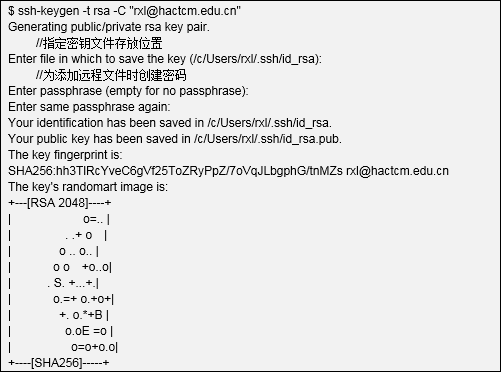 $ ssh-keygen -t rsa -C "rxl@hactcm.edu.cn"
Generating public/private rsa key pair.
//指定密钥文件存放位置
Enter file in which to save the key (/c/Users/rxl/.ssh/id_rsa):
//为添加远程文件时创建密码
Enter passphrase (empty for no passphrase):
Enter same passphrase again:
Your identification has been saved in /c/Users/rxl/.ssh/id_rsa.
Your public key has been saved in /c/Users/rxl/.ssh/id_rsa.pub.
The key fingerprint is:
SHA256:hh3TlRcYveC6gVf25ToZRyPpZ/7oVqJLbgphG/tnMZs rxl@hactcm.edu.cn
The key's randomart image is:
+---[RSA 2048]----+
| o=.. |
| . .+ o |
| o .. o.. |
| o o +o..o|
| . S. +...+.|
| o.=+ o.+o+|
| +. o.*+B |
| o.oE =o |
| o=o+o.o|
+----[SHA256]-----+